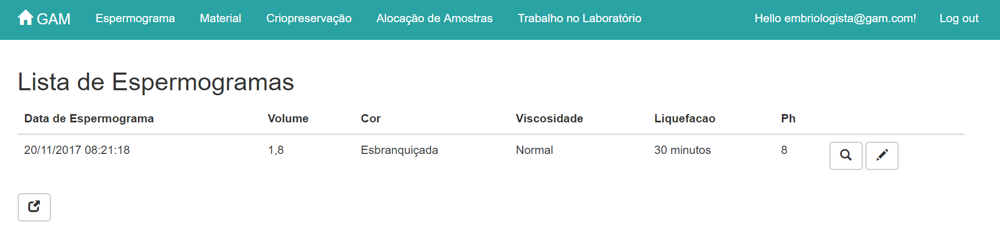 GAM Espermograma Material Criopreservação Alocação de Amostras Trabalho no Laboratório Hello embriologista@gam.com! Log out
Lista de Espermogramas
Data de Espermograma Volume Cor Viscosidade Liquefacao Ph
20/11/2017 08:21:18 1,8 Esbranquiçada Normal 30 minutos 8